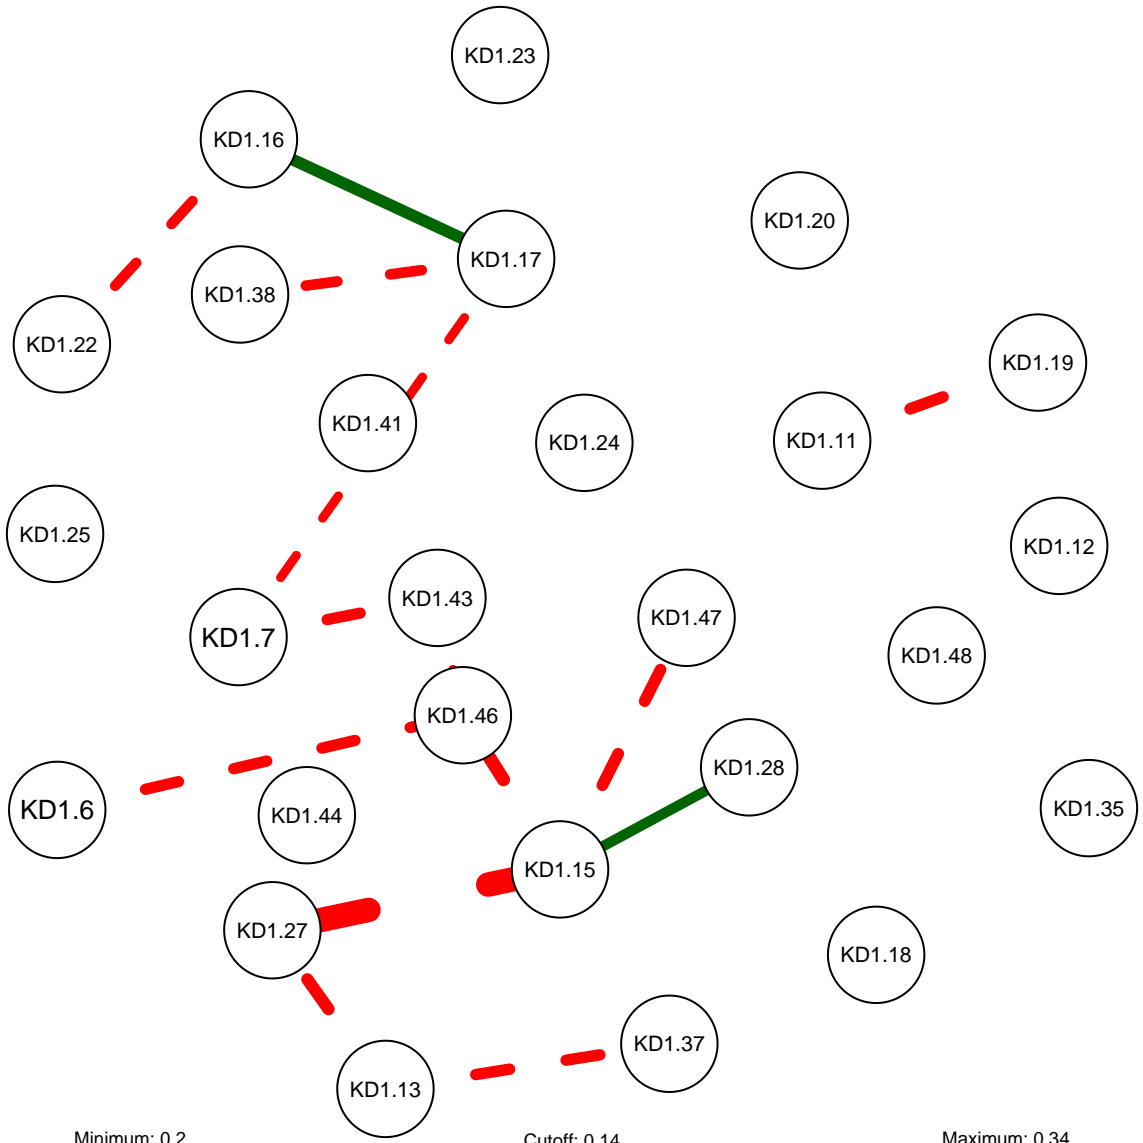 KD1.23
KD1.16
KD1.20
KD1.17
KD1.38
KD1.22
KD1.19
KD1.41
KD1.11
KD1.24
KD1.25
KD1.12
KD1.43
KD1.47
KD1.7
KD1.48
KD1.46
KD1.28
KD1.6
KD1.35
KD1.44
KD1.15
KD1.27
KD1.18
KD1.37
KD1.13
Minimum: 0.2
Cutoff: 0.14
Maximum: 0.34